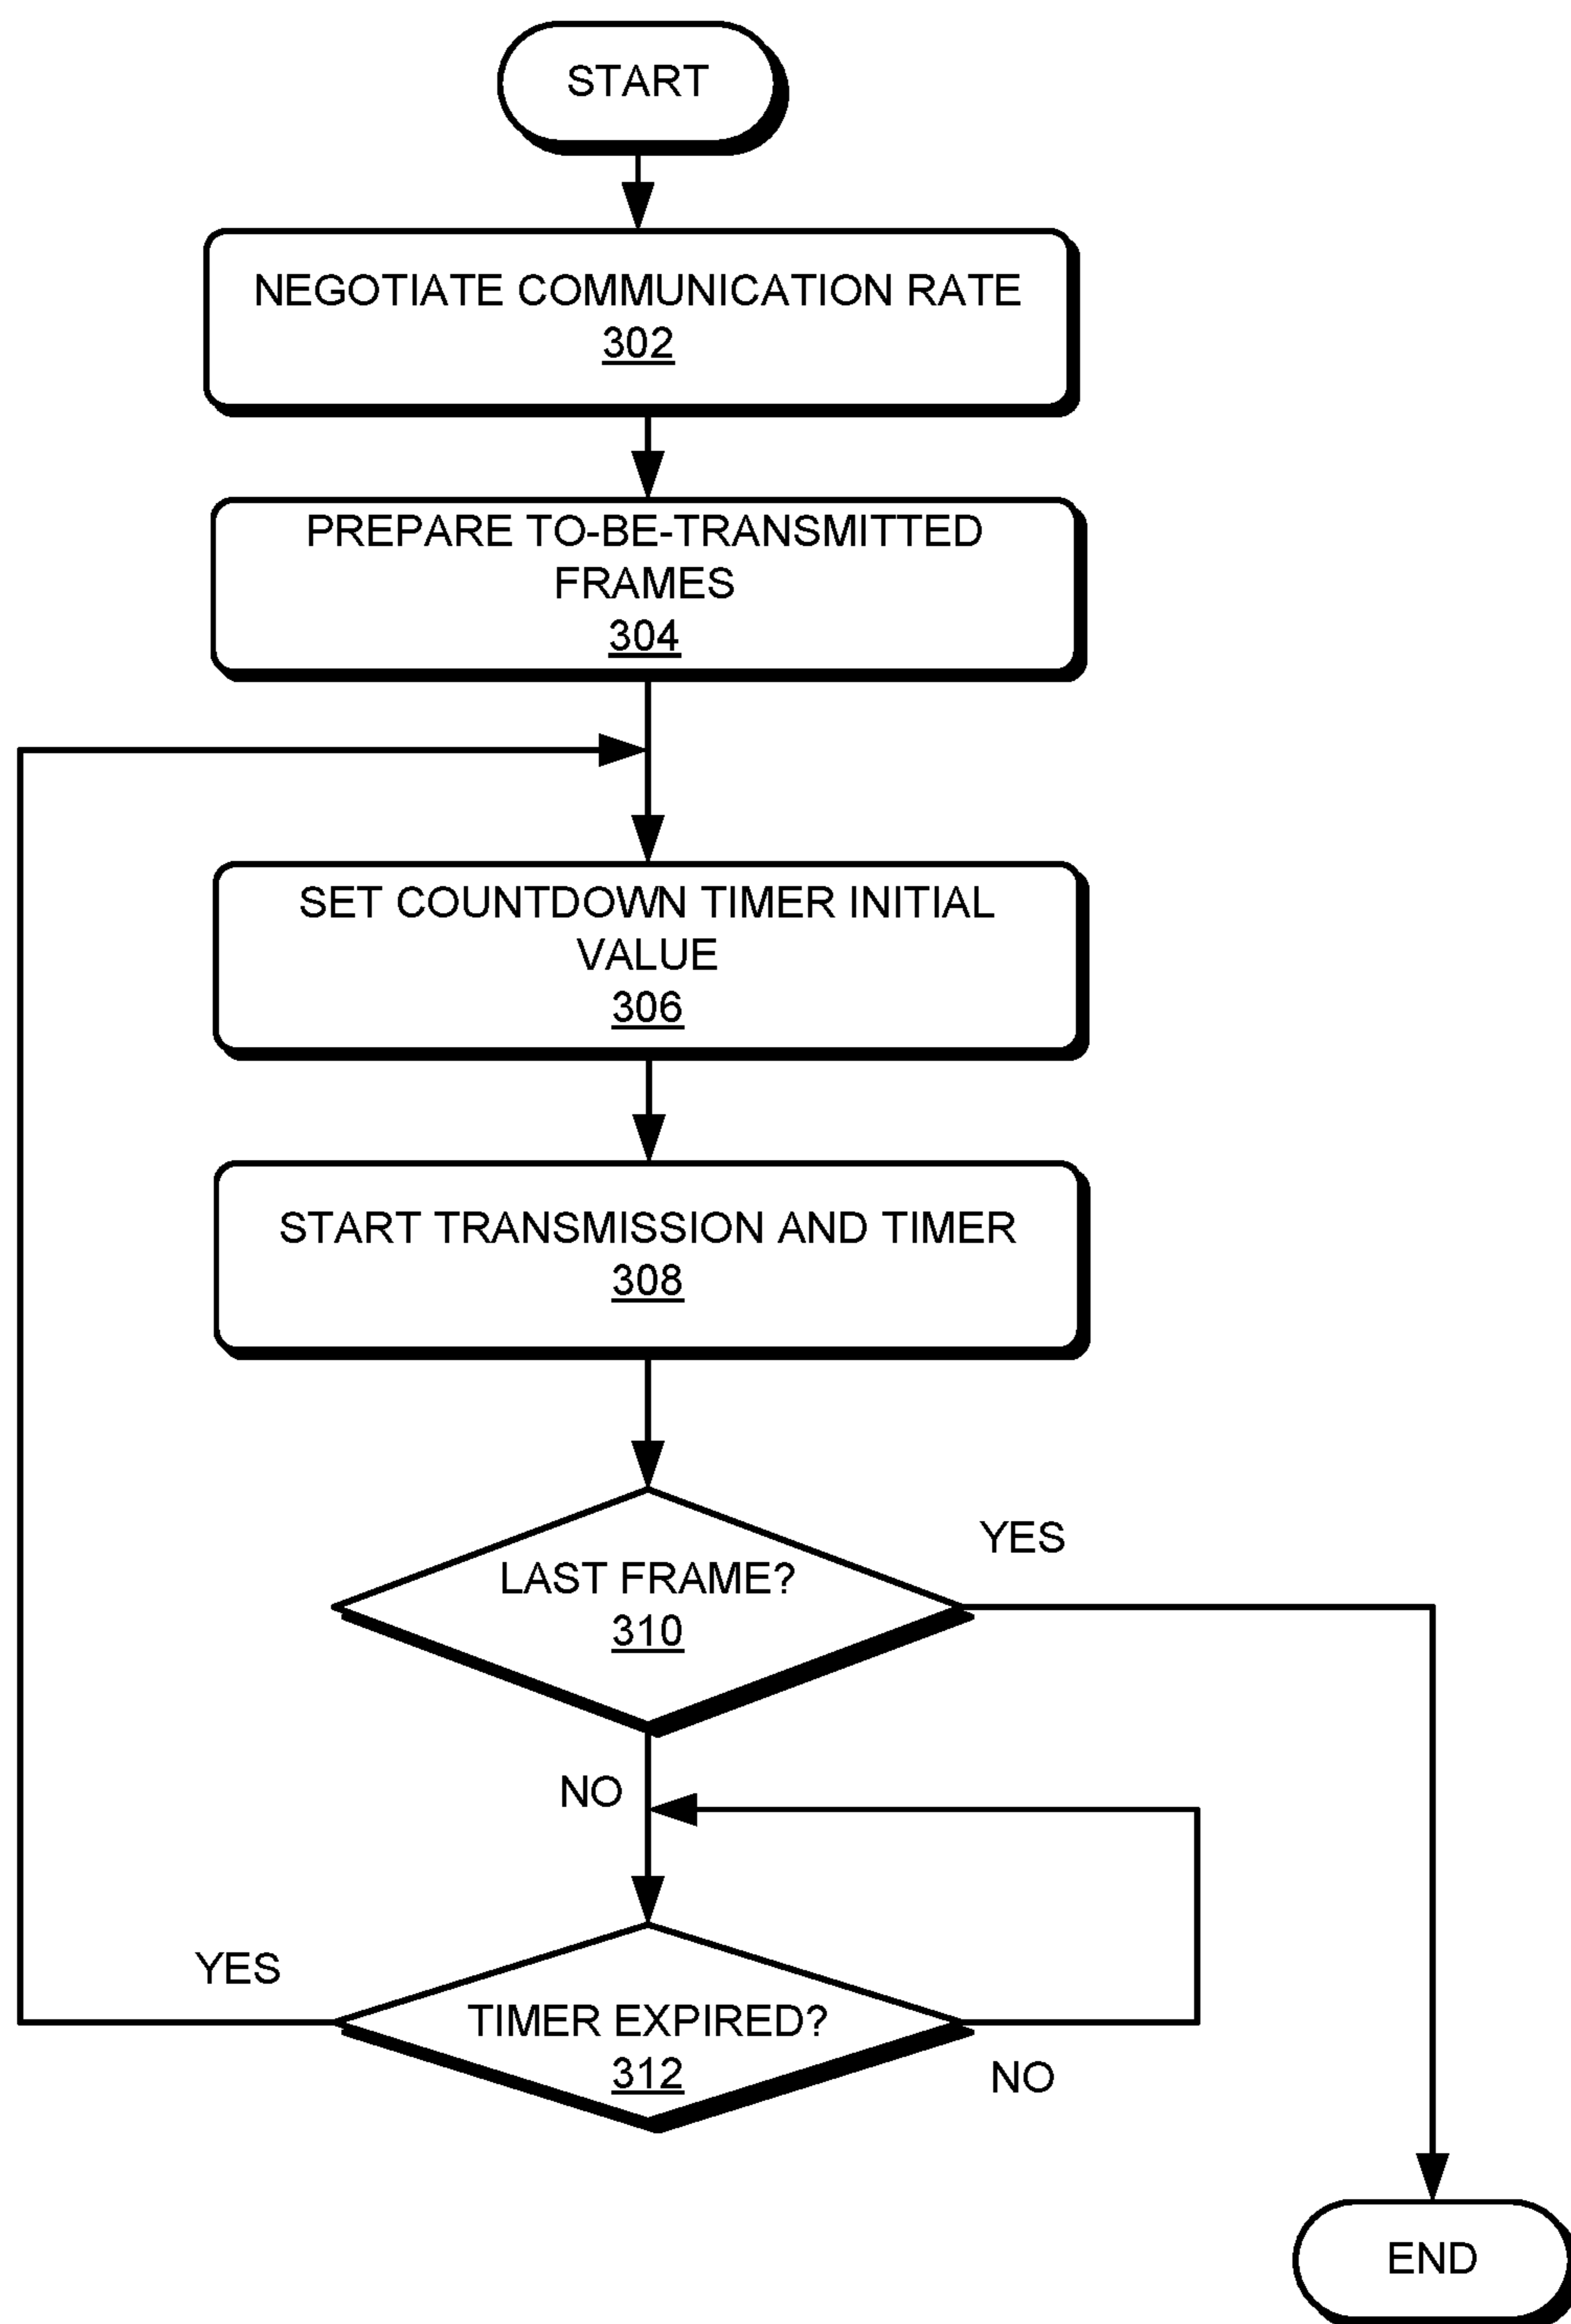 START
NEGOTIATE COMMUNICATION RATE
302
PREPARE TO-BE-TRANSMITTED
FRAMES
304
SET COUNTDOWN TIMER INITIAL
VALUE
306
START TRANSMISSION AND TIMER
308
YES
LAST FRAME?
310
NO
YES
TIMER EXPIRED?
312
NO
END